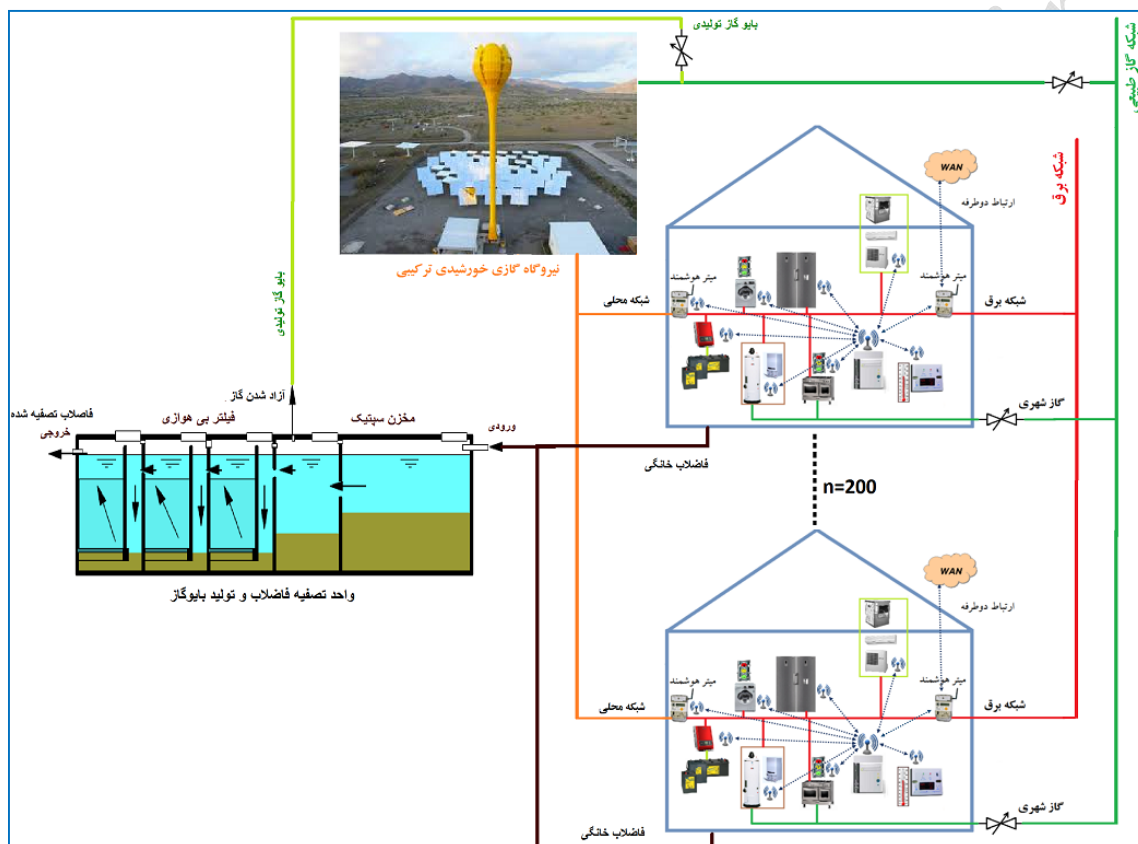 بایو گاز تولیدی
شبکه گاز طبیعی
شبکه برق
نیروگاه گازی خورشیدی ترکیبی
بایو گاز تولیدی
WAN
ارتباط دوطرفه
میتر هوشمند
میتر هوشمند
شبکه محلی
شبکه برق
گاز شهری
فاضلاب خانگی
آزاد شدن گاز
فاضلاب تصفیه شده
خروجی
فیلتر بی هوازی
مخزن سپتیک
ورودی
واحد تصفیه فاضلاب و تولید بایوگاز
n=200
WAN
ارتباط دوطرفه
میتر هوشمند
میتر هوشمند
شبکه محلی
شبکه برق
گاز شهری
فاضلاب خانگی